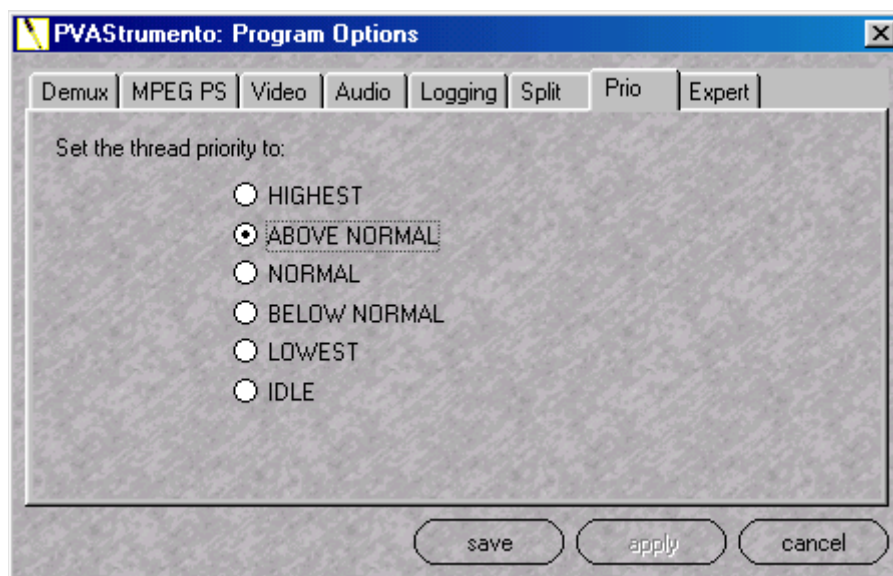 PVAStrumento: Program Options
Demux MPEG PS Video Audio Logging Split Prio Expert
Set the thread priority to:
HIGHEST
ABOVE NORMAL
NORMAL
BELOW NORMAL
LOWEST
IDLE
save apply cancel